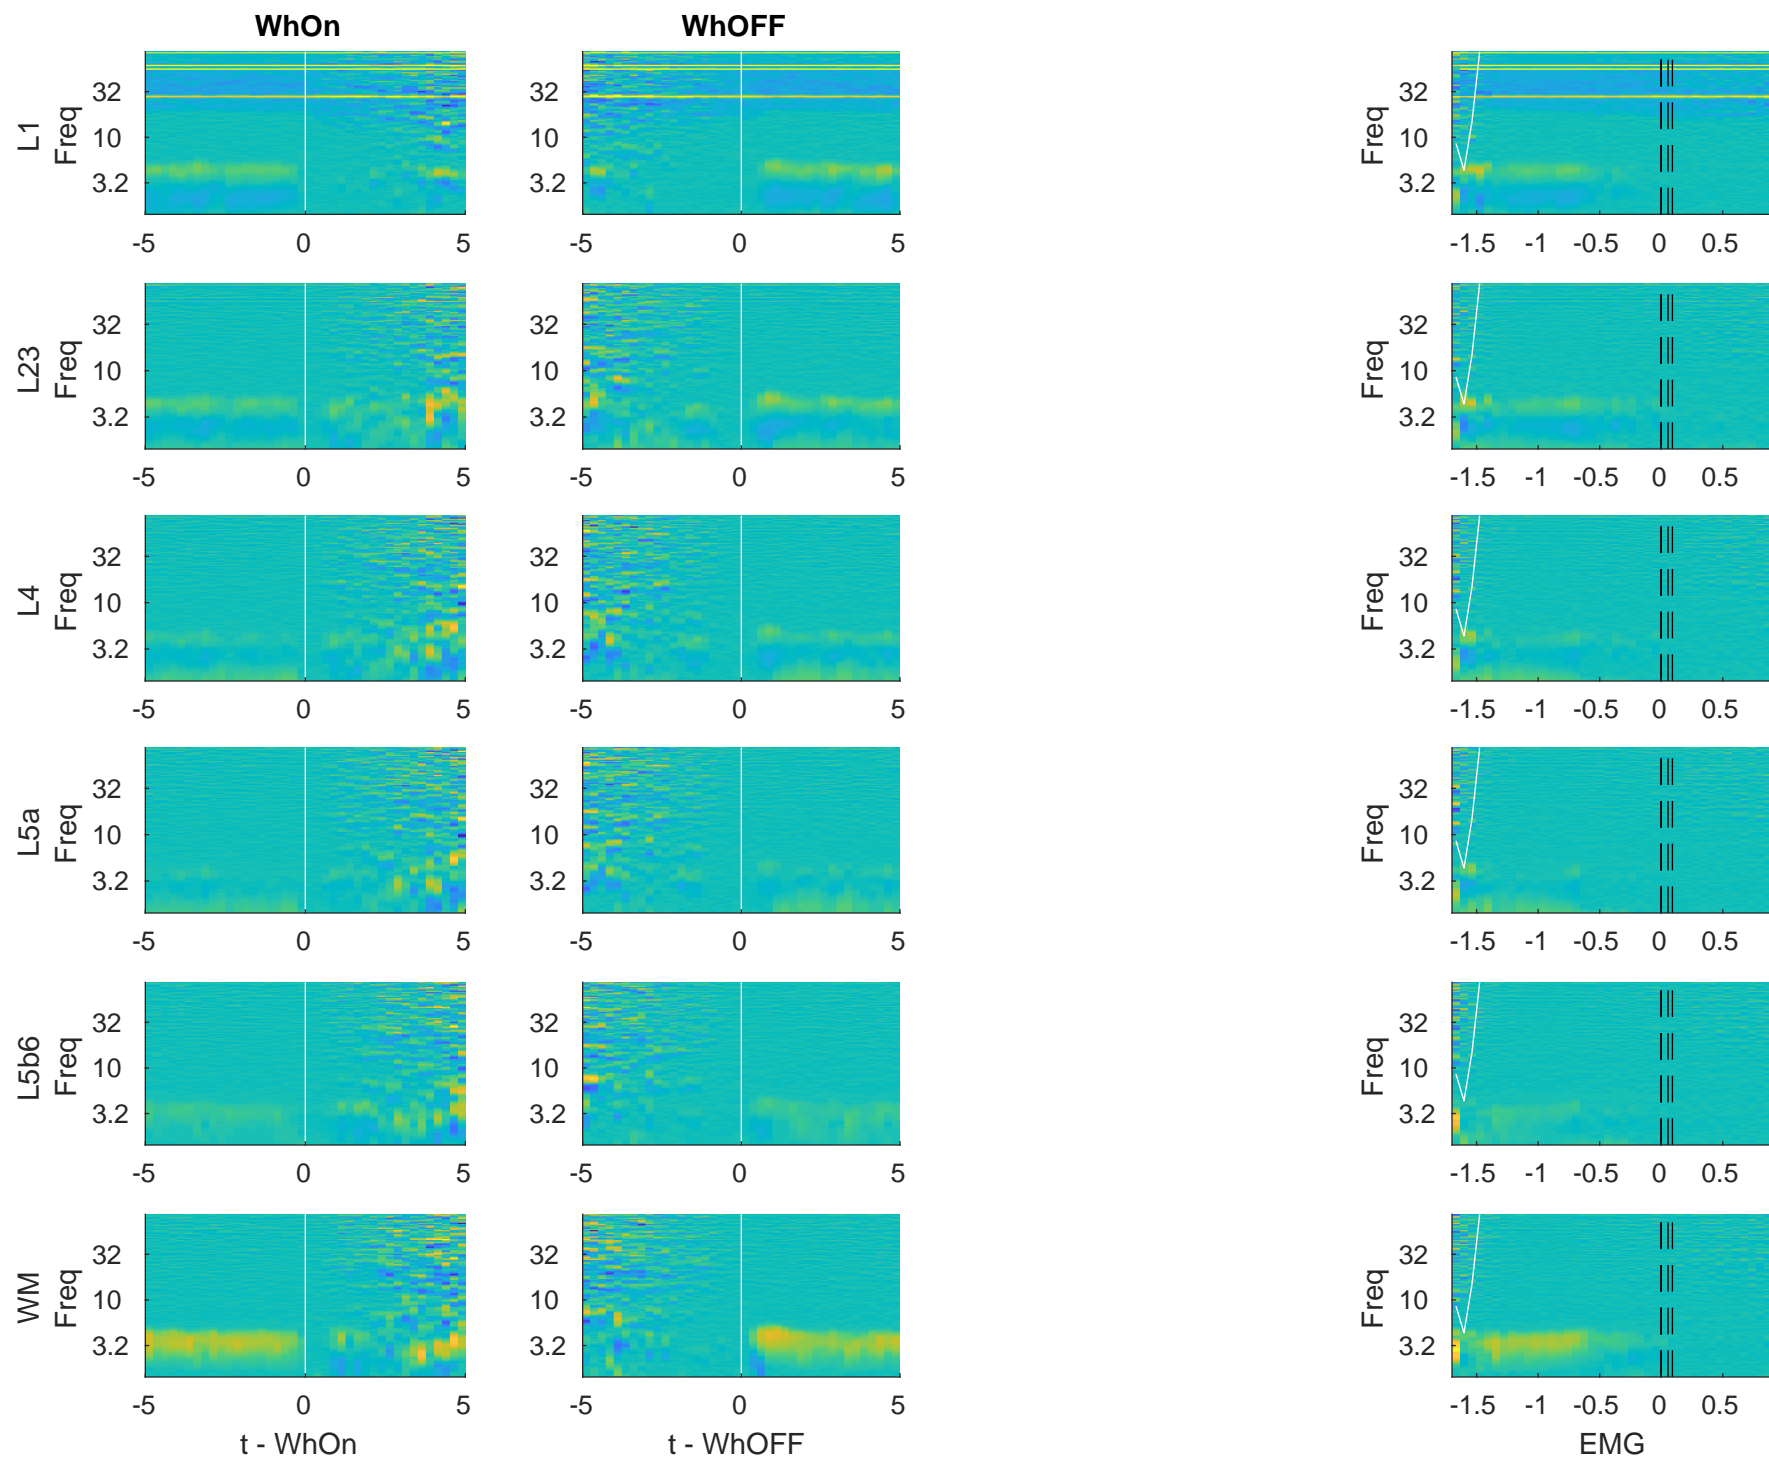 WhOn WhOFF
L1 Freq 32 10 3.2 32 10 3.2 Freq 32 10 3.2
-5 0 5 -5 0 5 -1.5 -1 -0.5 0 0.5
L23 Freq 32 10 3.2 32 10 3.2 Freq 32 10 3.2
-5 0 5 -5 0 5 -1.5 -1 -0.5 0 0.5
L4 Freq 32 10 3.2 32 10 3.2 Freq 32 10 3.2
-5 0 5 -5 0 5 -1.5 -1 -0.5 0 0.5
L5a Freq 32 10 3.2 32 10 3.2 Freq 32 10 3.2
-5 0 5 -5 0 5 -1.5 -1 -0.5 0 0.5
L5b6 Freq 32 10 3.2 32 10 3.2 Freq 32 10 3.2
-5 0 5 -5 0 5 -1.5 -1 -0.5 0 0.5
WM Freq 32 10 3.2 32 10 3.2 Freq 32 10 3.2
-5 0 5 -5 0 5 -1.5 -1 -0.5 0 0.5
t - WhOn t - WhOFF EMG